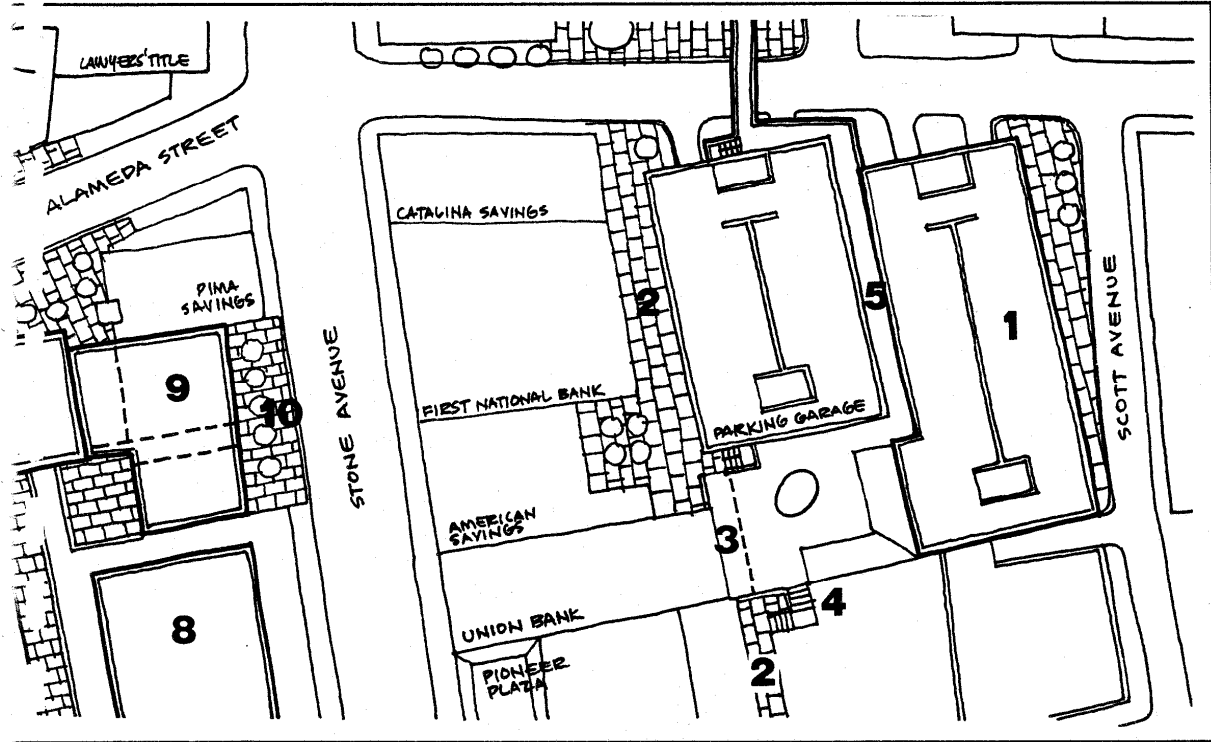 LAWYERS' TITLE
ALAMEDA STREET
CATALINA SAVINGS
PIMA
SAVINGS
2
5
1
SCOTT AVENUE
STONE AVENUE
9
10
FIRST NATIONAL BANK
PARKING GARAGE
AMERICAN
SAVINGS
3
4
UNION BANK
8
PIONEER
PLAZA
2